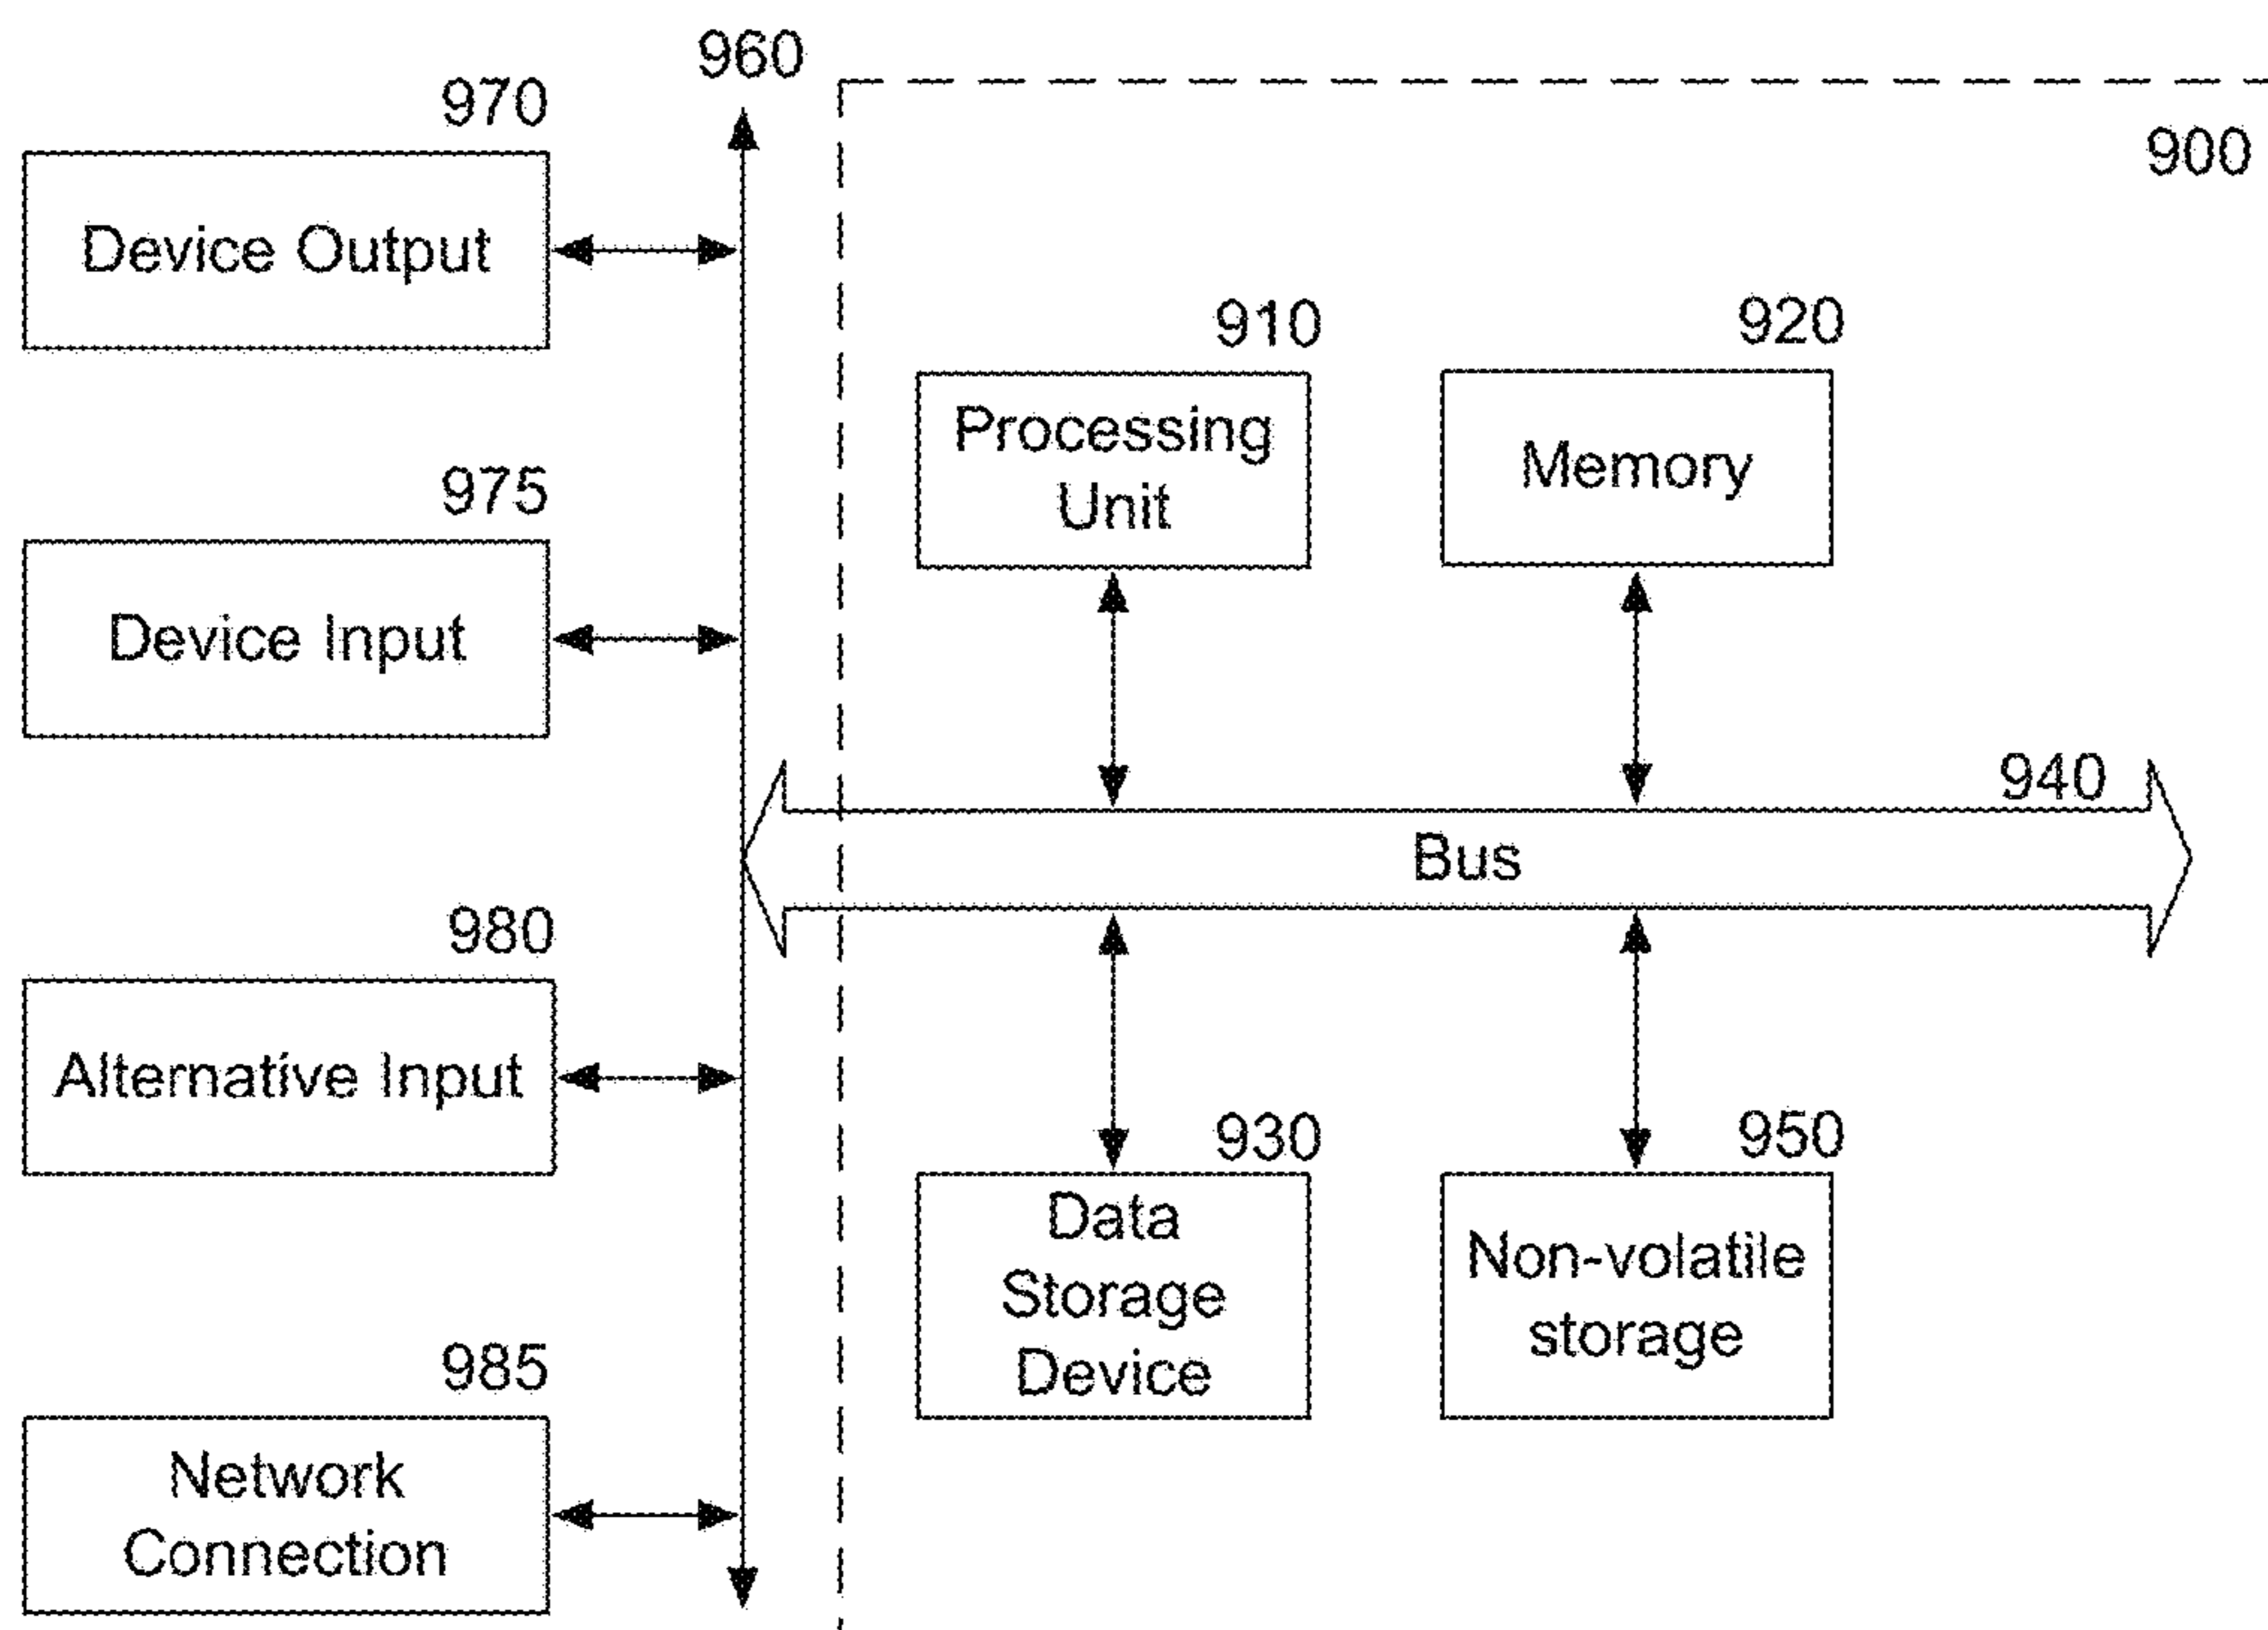 960
970
900
Device Output
910
920
Processing
Unit
Memory
975
Device Input
940
Bus
980
Alternative Input
930
950
Data
Storage
Device
Non-volatile
storage
985
Network
Connection